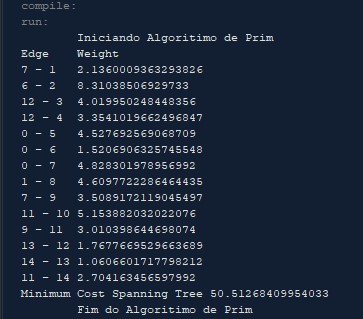 compile:
run:
Iniciando Algoritimo de Prim
Edge Weight
7 - 1 2.1360009363293826
6 - 2 8.31038506929733
12 - 3 4.019950248448356
12 - 4 3.3541019662496847
0 - 5 4.527692569068709
0 - 6 1.5206906325745548
0 - 7 4.828301978956992
1 - 8 4.6097722286464435
7 - 9 3.5089172119045497
11 - 10 5.153882032022076
9 - 11 3.010398644698074
13 - 12 1.7677669529663689
14 - 13 1.0606601717798212
11 - 14 2.704163456597992
Minimum Cost Spanning Tree 50.51268409954033
Fim do Algoritimo de Prim